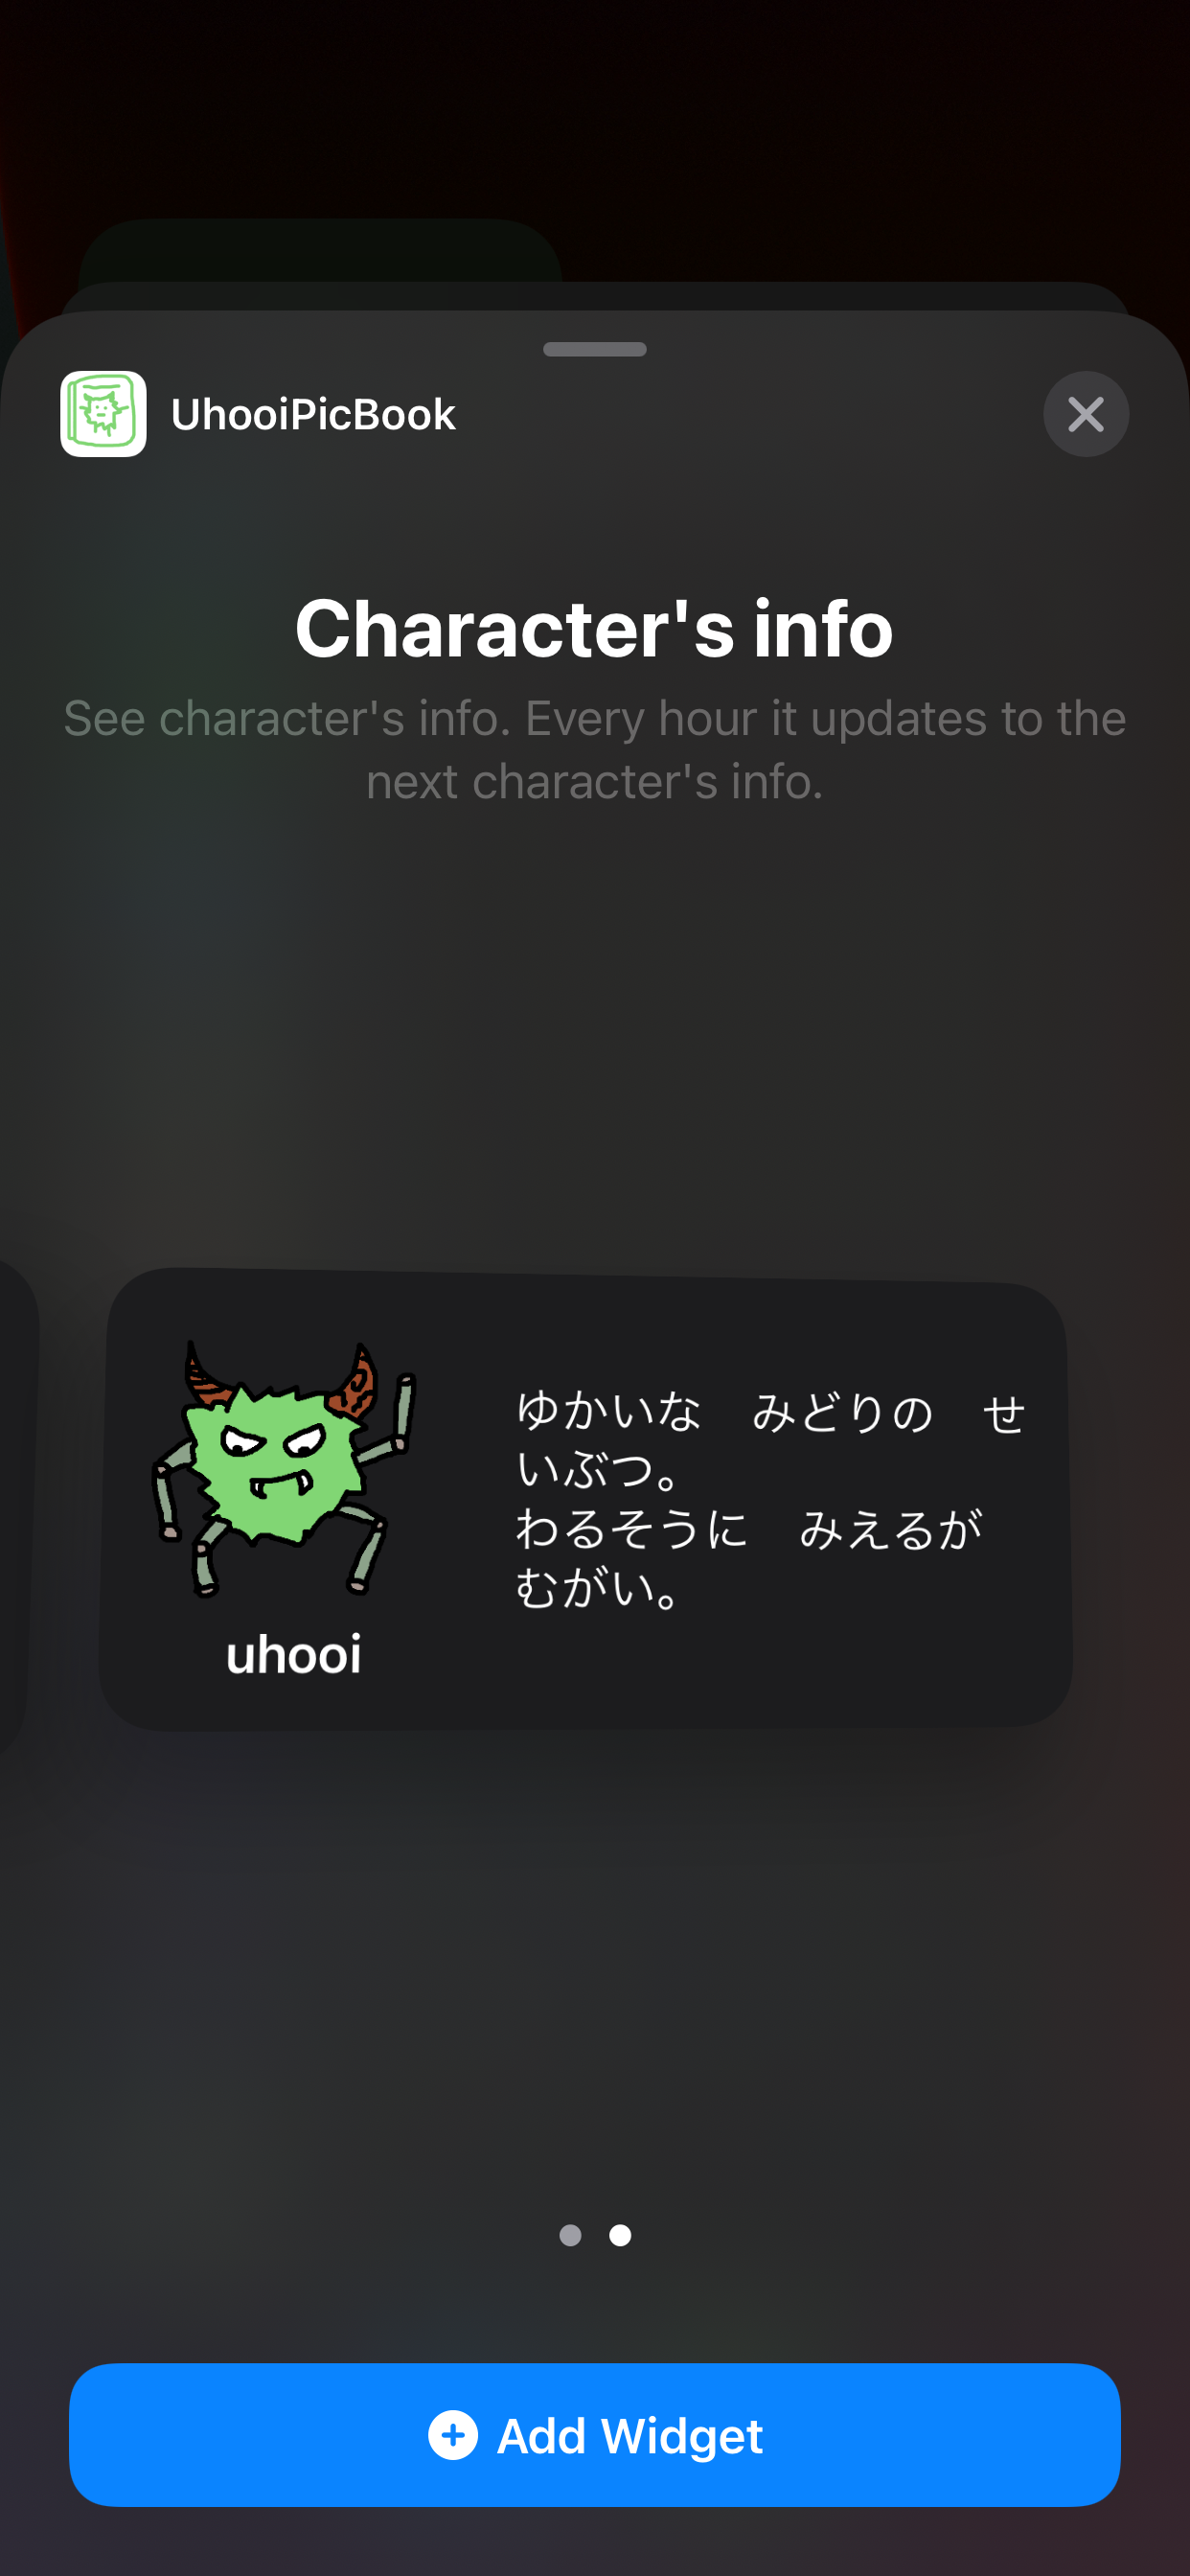 UhooiPicBook
Character's info
See character's info. Every hour it updates to the
next character's info.
ゆかいな　みどりの　せ
いぶつ。
わるそうに　みえるが
むがい。
uhooi
Add Widget